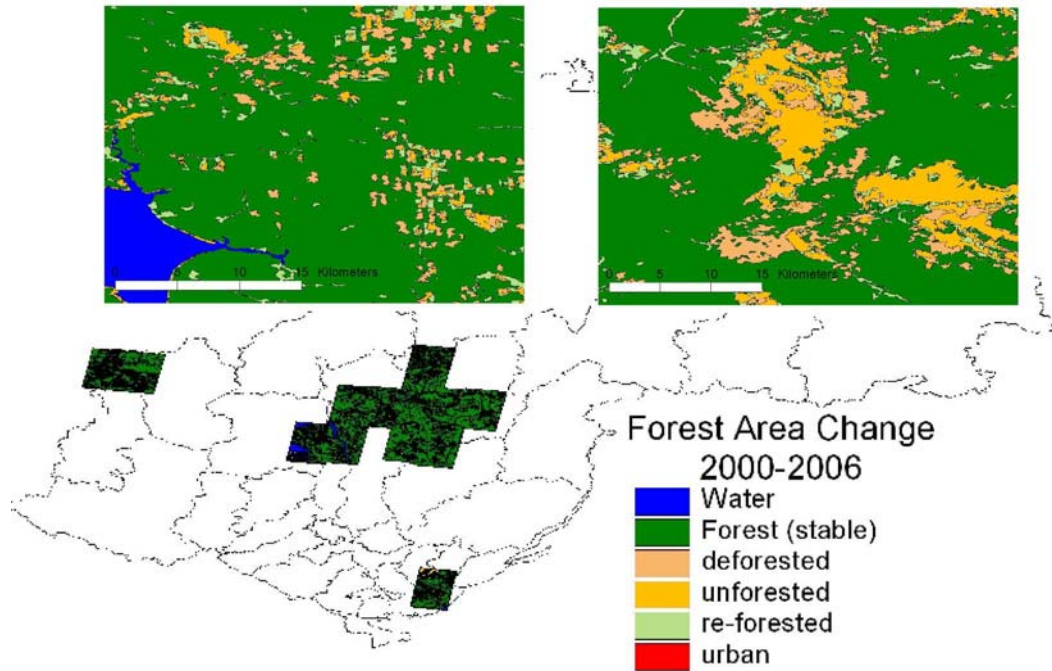 0 5 10 15 Kilometers
0 5 10 15 Kilometers
Forest Area Change
2000-2006
Water
Forest (stable)
deforested
unforested
re-forested
urban